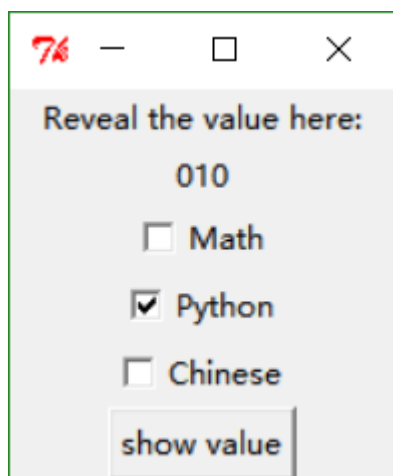 Reveal the value here:
010
Math
Python
Chinese
show value